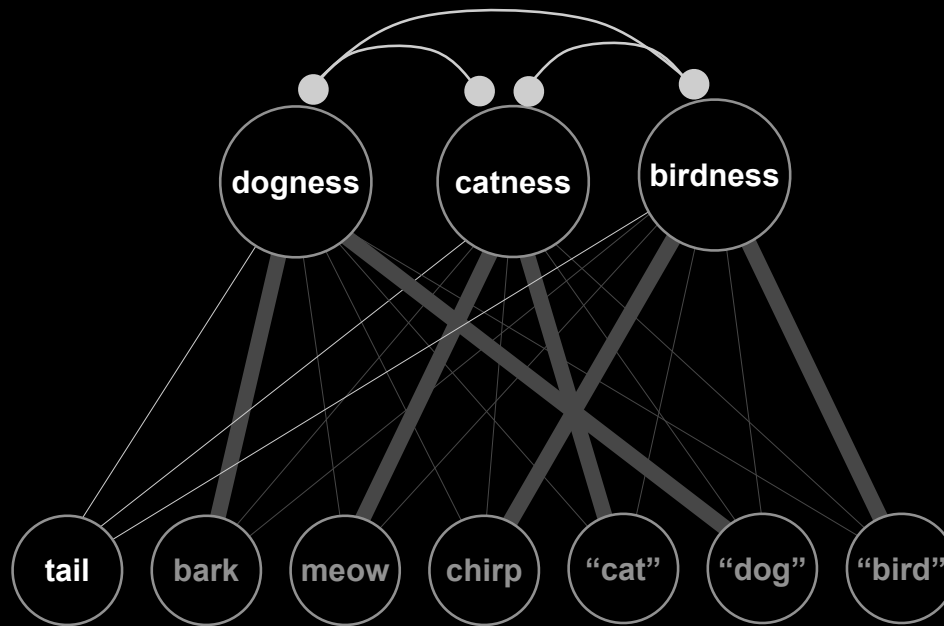 dogness
catness
birdness
tail
bark
meow
chirp
“cat”
“dog”
“bird”